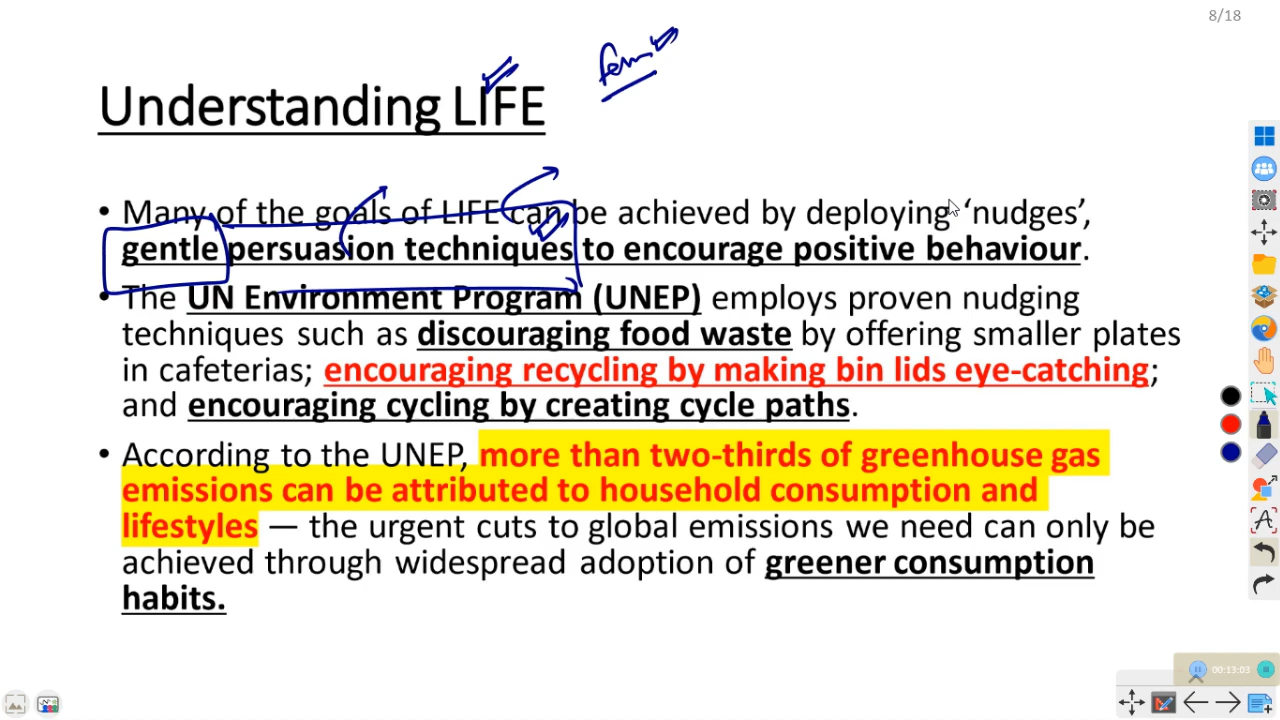 8/18
Understanding LIFE
• Many of the goals of LIFE can be achieved by deploying ‘nudges’,
gentle persuasion techniques to encourage positive behaviour.
• The UN Environment Program (UNEP) employs proven nudging
techniques such as discouraging food waste by offering smaller plates
in cafeterias; encouraging recycling by making bin lids eye-catching;
and encouraging cycling by creating cycle paths.
• According to the UNEP, more than two-thirds of greenhouse gas
emissions can be attributed to household consumption and
lifestyles — the urgent cuts to global emissions we need can only be
achieved through widespread adoption of greener consumption
habits.
00:13:03